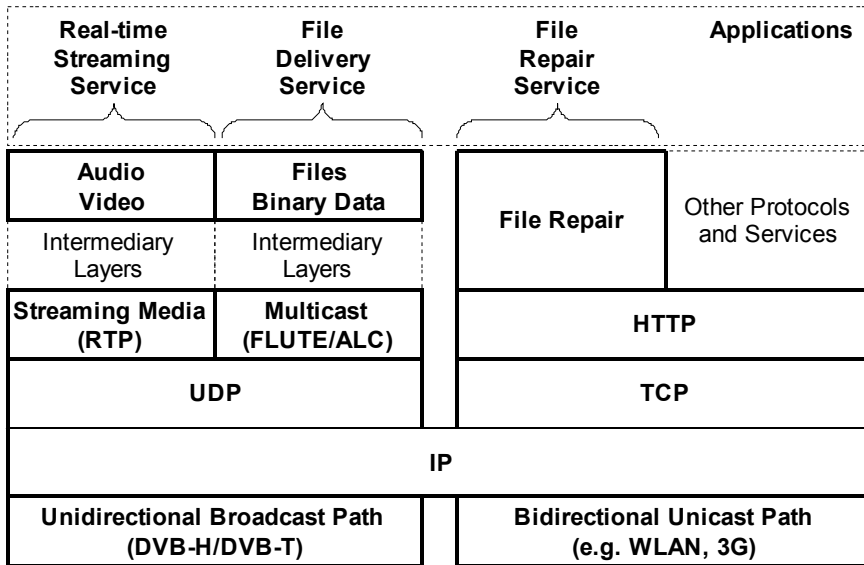 Real-time
Streaming
Service
File
Delivery
Service
File
Repair
Service
Applications
Audio
Video
Files
Binary Data
File Repair
Other Protocols
and Services
Intermediary
Layers
Intermediary
Layers
Streaming Media
(RTP)
Multicast
(FLUTE/ALC)
HTTP
UDP
TCP
IP
Unidirectional Broadcast Path
(DVB-H/DVB-T)
Bidirectional Unicast Path
(e.g. WLAN, 3G)